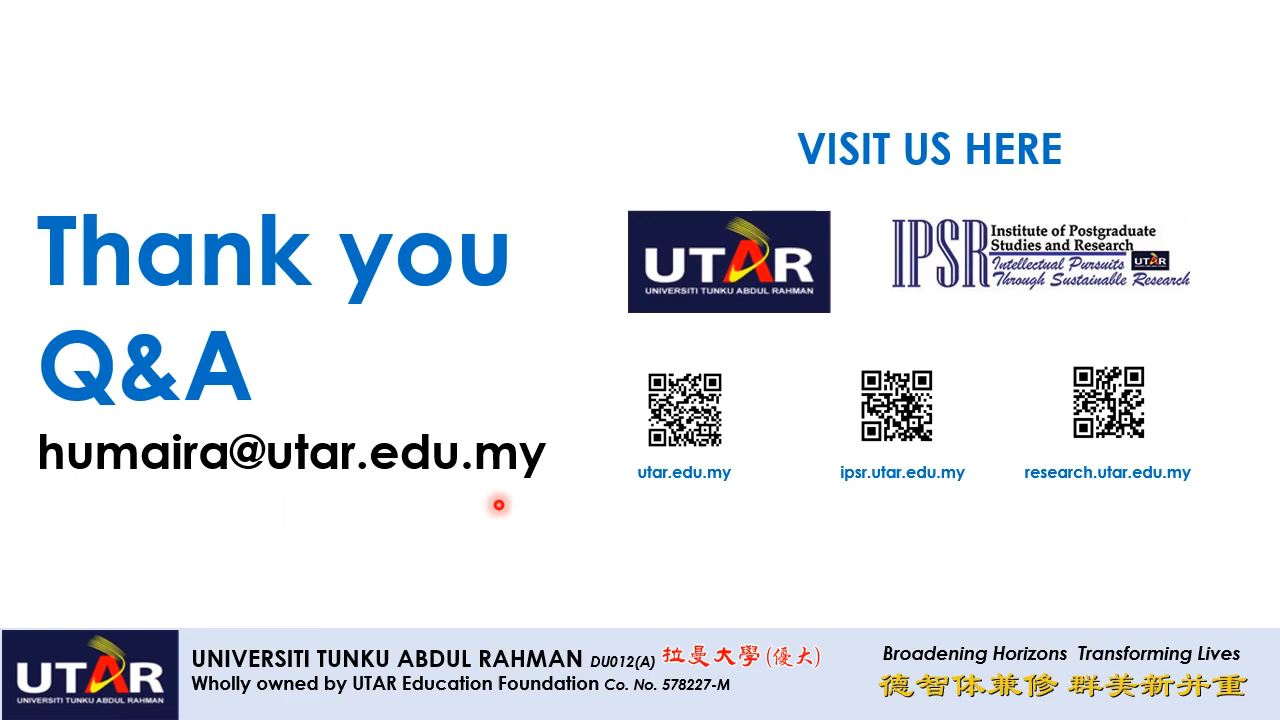 Thank you
Q&A
humaira@utar.edu.my
VISIT US HERE
UTAR
UNIVERSITI TUNKU ABDUL RAHMAN
IPSR
Institute of Postgraduate
Studies and Research
Intellectual Pursuits
UTAR
Through Sustainable Research
utar.edu.my
ipsr.utar.edu.my
research.utar.edu.my
UTAR
UNIVERSITI TUNKU ABDUL RAHMAN
UNIVERSITI TUNKU ABDUL RAHMAN DU012(A) 拉曼大學(優大)
Wholly owned by UTAR Education Foundation Co. No. 578227-M
Broadening Horizons Transforming Lives
德智体兼修 群美新并重